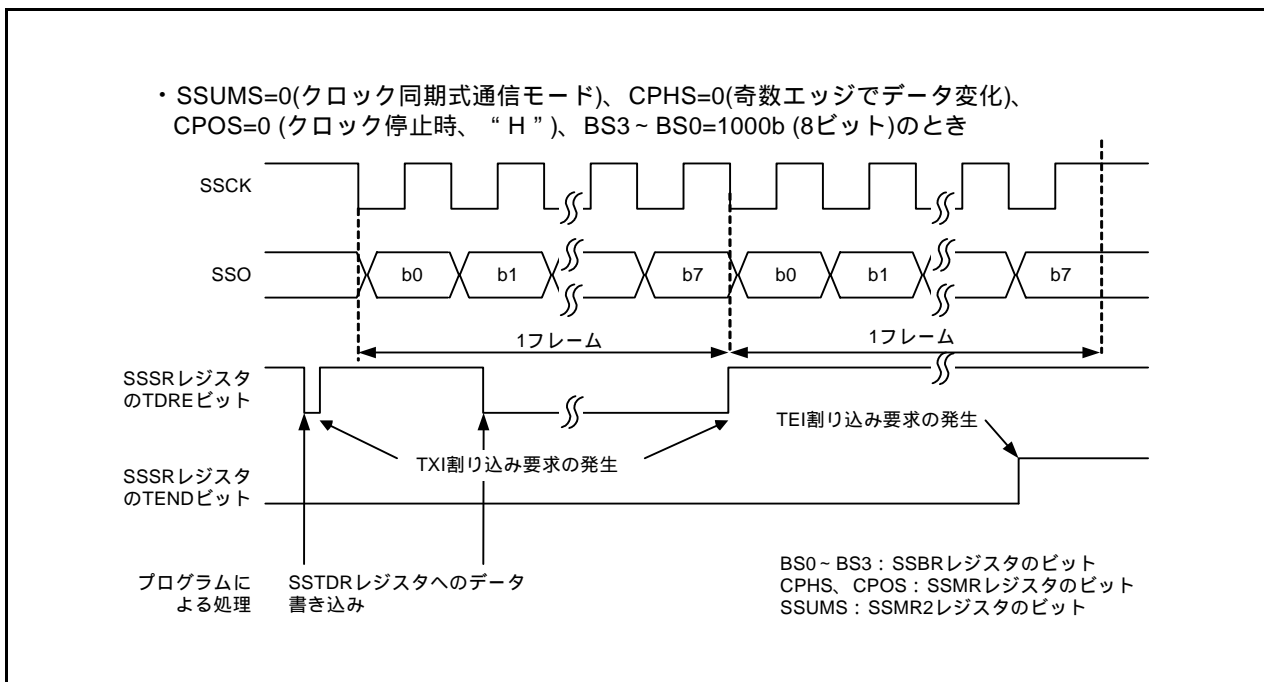 ・SSUMS=0(クロック同期式通信モード)、CPHS=0(奇数エッジでデータ変化)、
CPOS=0 (クロック停止時、“H”)、BS3～BS0=1000b (8ビット)のとき
SSCK
SSO
b0
b1
b7
b0
b1
b7
1フレーム
1フレーム
SSSRレジスタ
のTDREビット
TEI割り込み要求の発生
TXI割り込み要求の発生
SSSRレジスタ
のTENDビット
プログラムに
よる処理
SSTDRレジスタへのデータ
書き込み
BS0～BS3：SSBRレジスタのビット
CPHS、CPOS：SSMRレジスタのビット
SSUMS：SSMR2レジスタのビット